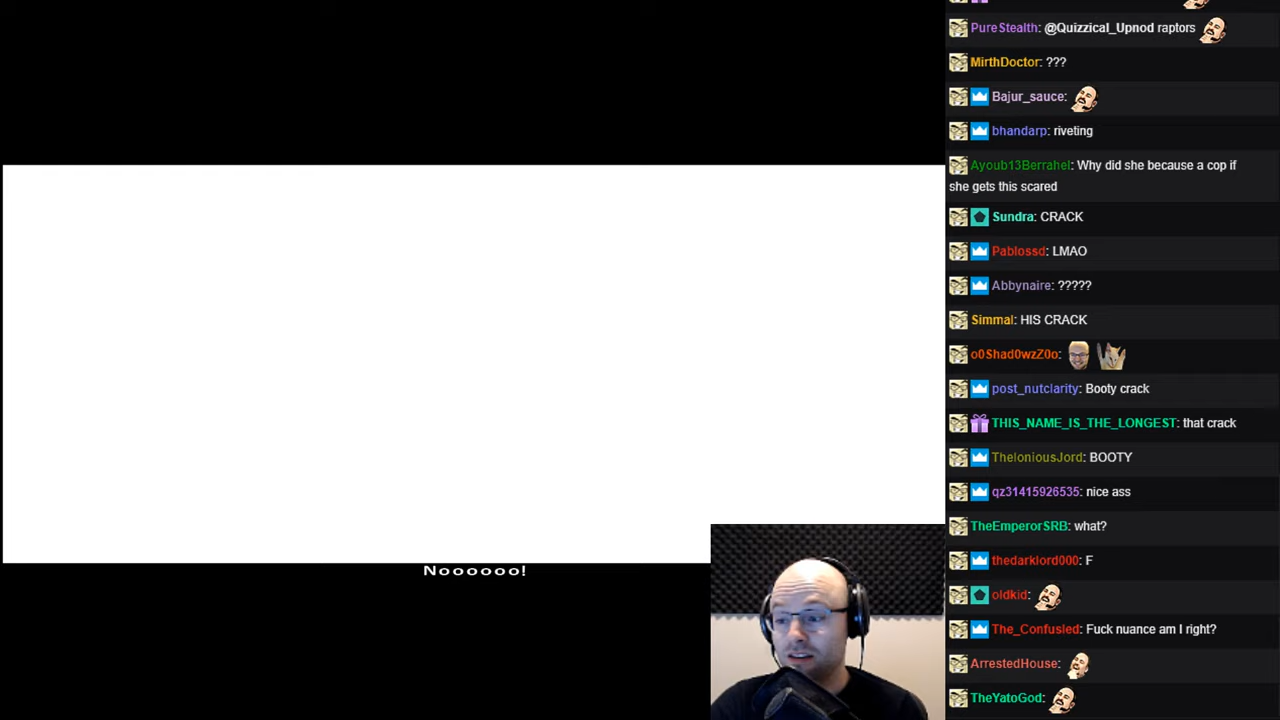 Noooooo!
PureStealth: @Quizzical_Upnod raptors
MirthDoctor: ???
Bajur_sauce:
bhandarp: riveting
Ayoub13Berrahel: Why did she because a cop if
she gets this scared
Sundra: CRACK
Pablossd: LMAO
Abbynaire: ?????
Simmal: HIS CRACK
o0Shad0wzZ0o:
post_nutclarity: Booty crack
THIS_NAME_IS_THE_LONGEST: that crack
TheloniousJord: BOOTY
qz31415926535: nice ass
TheEmperorSRB: what?
thedarklord000: F
oldkid:
The_Confusled: Fuck nuance am I right?
ArrestedHouse:
TheYatoGod: